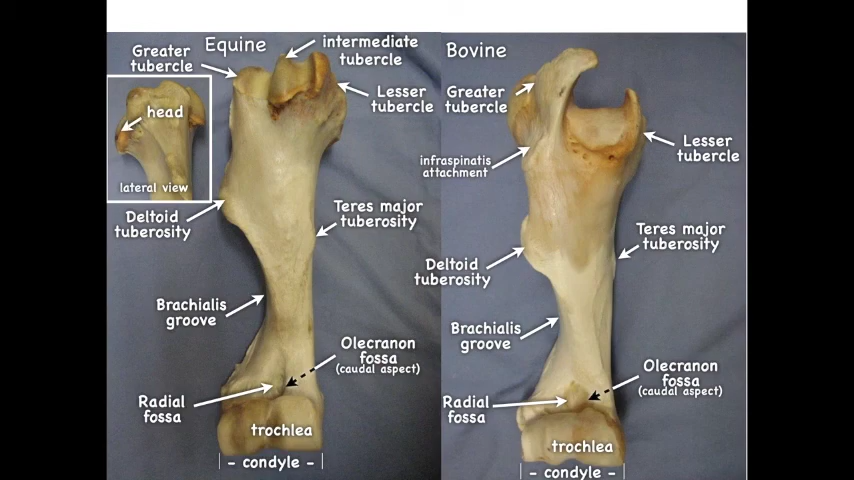 Equine
Greater
tubercle
intermediate
tubercle
Lesser
tubercle
head
lateral view
Deltoid
tuberosity
Teres major
tuberosity
Brachialis
groove
Olecranon
fossa
(caudal aspect)
Radial
fossa
trochlea
- condyle -
Bovine
Greater
tubercle
Lesser
tubercle
infraspinatis
attachment
Teres major
tuberosity
Deltoid
tuberosity
Brachialis
groove
Olecranon
fossa
(caudal aspect)
Radial
fossa
trochlea
- condyle -